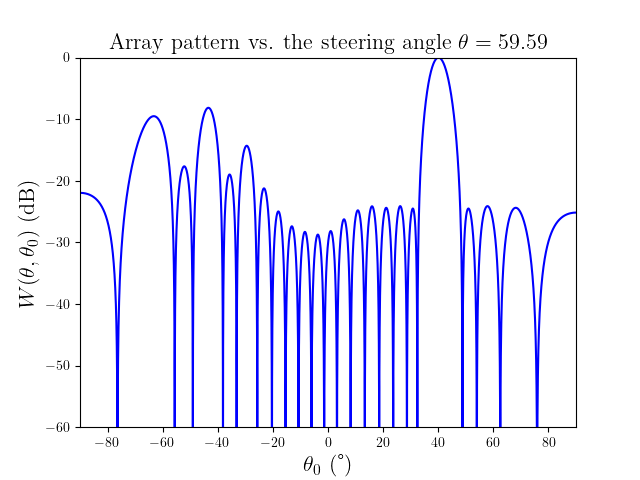 Array pattern vs. the steering angle θ = 59.59
0
−10
−20
−30
−40
−50
−60
W(θ, θ₀) (dB)
−80 −60 −40 −20 0 20 40 60 80
θ₀ (°)